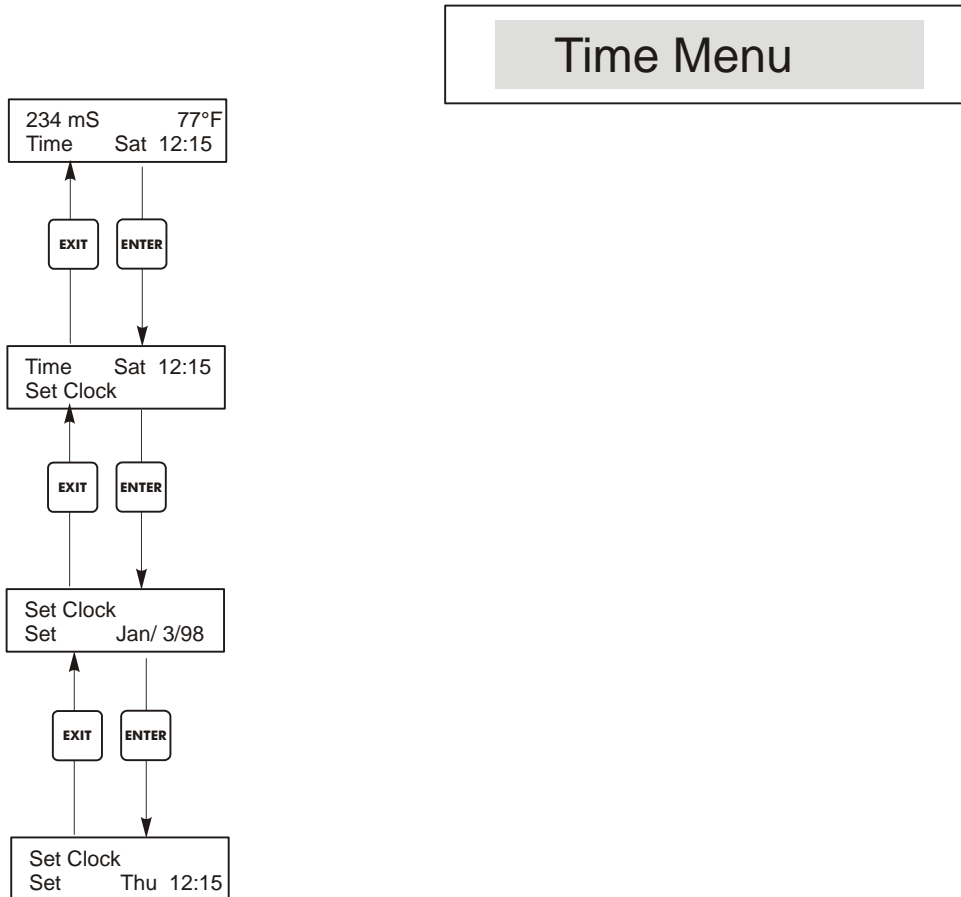 Time Menu
234 mS 77°F
Time Sat 12:15
EXIT ENTER
Time Sat 12:15
Set Clock
EXIT ENTER
Set Clock
Set Jan/ 3/98
EXIT ENTER
Set Clock
Set Thu 12:15